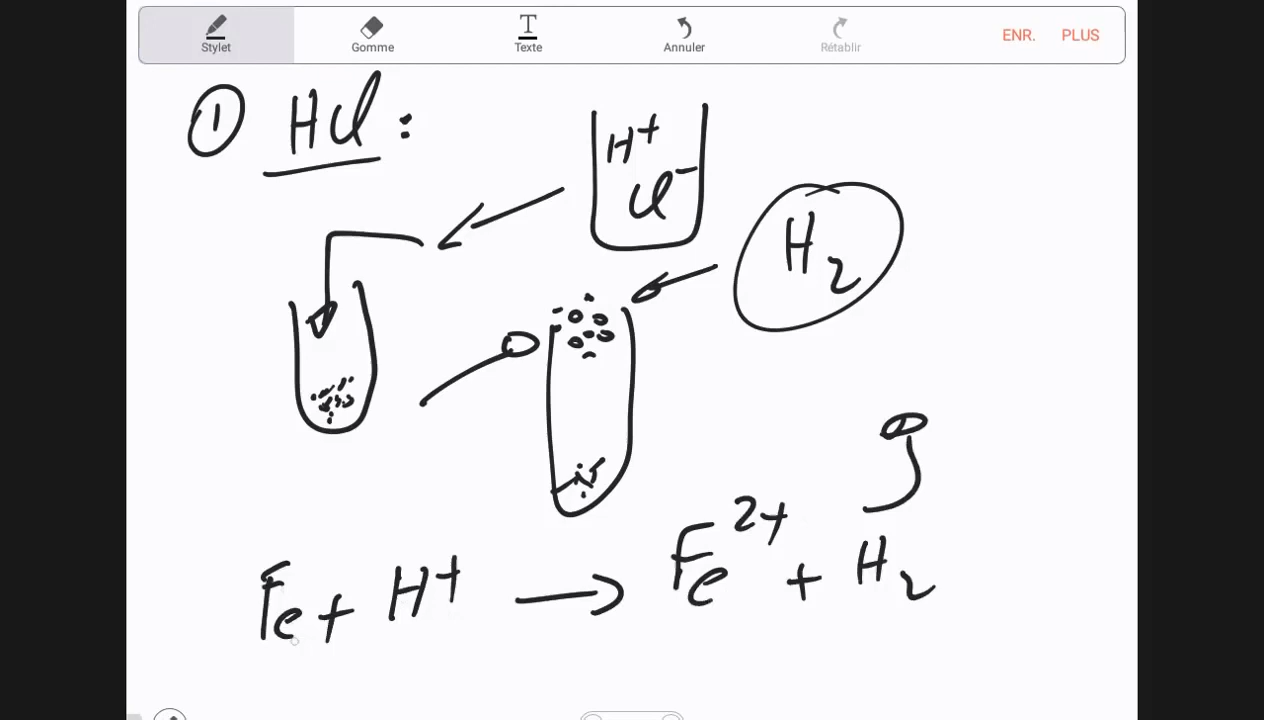 Stylet Gomme Texte Annuler Rétablir ENR. PLUS
① HCl :
H+
Cl-
H2
Fe + H+ → Fe2+ + H2